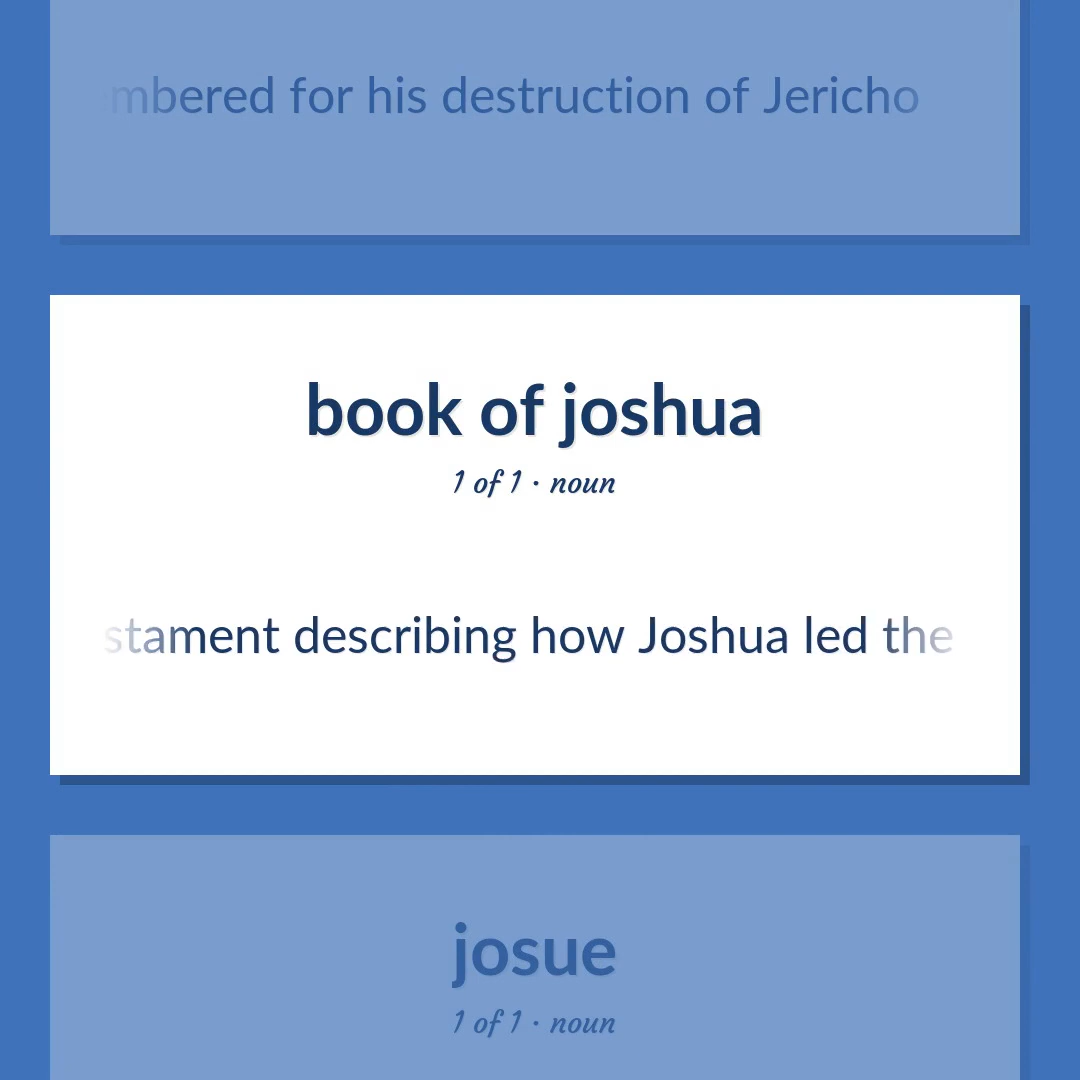 mbered for his destruction of Jericho
book of joshua
1 of 1 · noun
stament describing how Joshua led the
josue
1 of 1 · noun